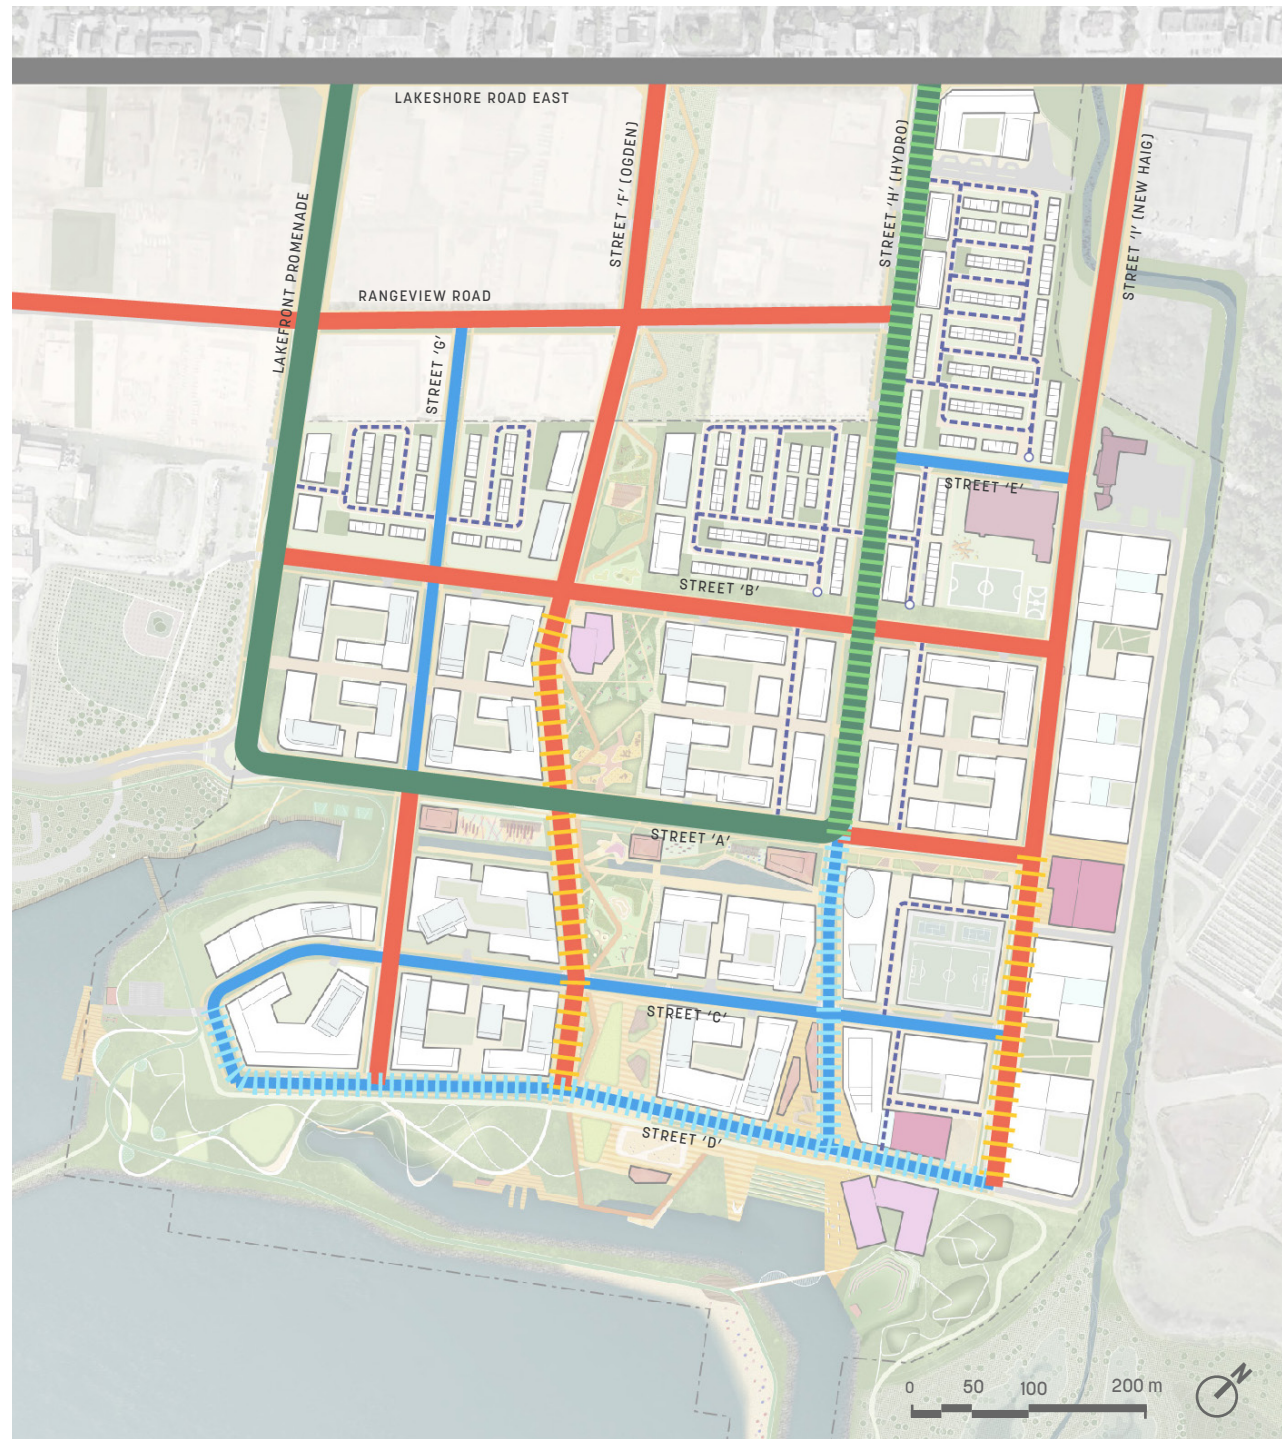 LAKESHORE ROAD EAST
STREET 'F' (OGDEN)
STREET 'H' (HYDRO)
STREET 'I' (NEW HAIG)
LAKEFRONT PROMENADE
RANGEVIEW ROAD
STREET 'G'
STREET 'E'
STREET 'B'
STREET 'A'
STREET 'C'
STREET 'D'
0 50 100 200 m
N